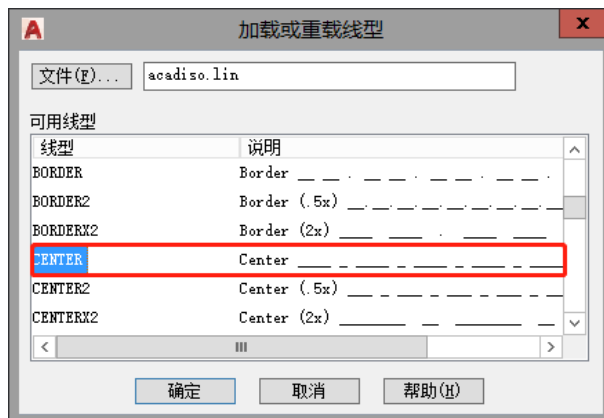 加载或重载线型
文件(F)... acadiso.lin
可用线型
线型 说明
BORDER Border __ __ . __ __ . __ __ . __ __ .
BORDER2 Border (.5x) __.__.__.__.__.__.__
BORDERX2 Border (2x) ____ ____ . ____ ____
CENTER Center ____ _ ____ _ ____ _ ____ _ ____
CENTER2 Center (.5x) ___ _ ___ _ ___ _ ___ _ __
CENTERX2 Center (2x) ________ __ ________ __
确定 取消 帮助(H)